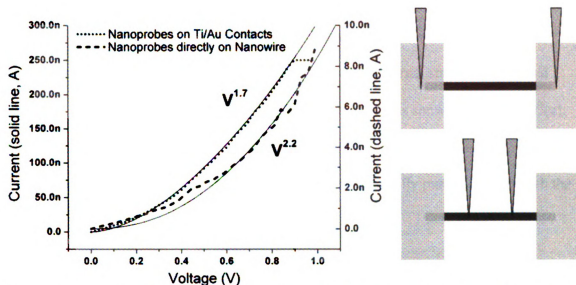 300.0n
250.0n
200.0n
150.0n
100.0n
50.0n
0.0n
Current (solid line, A)
Nanoprobes on Ti/Au Contacts
Nanoprobes directly on Nanowire
V1.7
V2.2
10.0n
8.0n
6.0n
4.0n
2.0n
0.0
Current (dashed line, A)
0.0 0.2 0.4 0.6 0.8 1.0
Voltage (V)